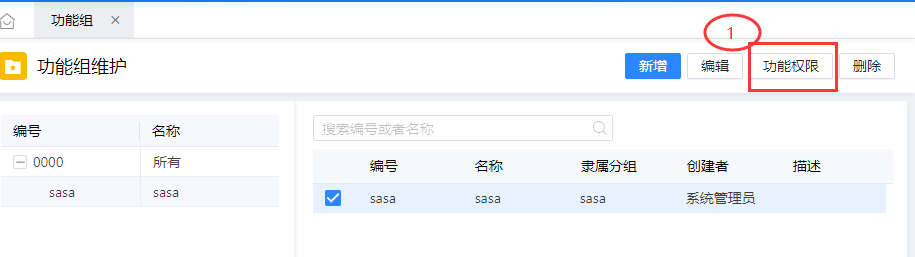 功能组 ×
1
功能组维护 新增 编辑 功能权限 删除
编号 名称
0000 所有
sasa sasa
搜索编号或者名称
编号 名称 隶属分组 创建者 描述
sasa sasa sasa 系统管理员